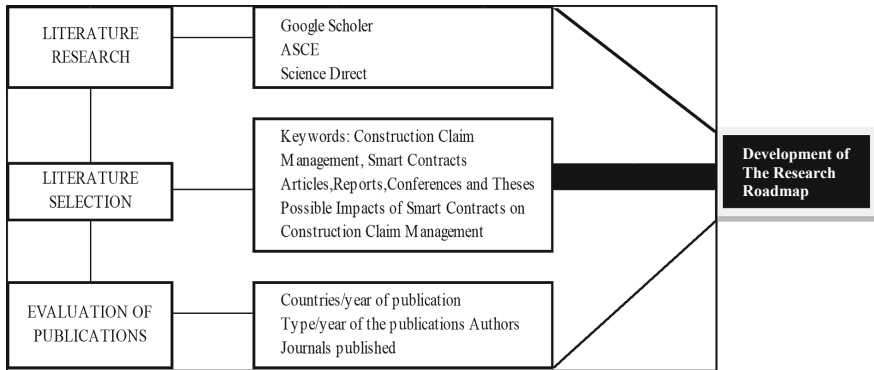 LITERATURE
RESEARCH
Google Scholar
ASCE
Science Direct
LITERATURE
SELECTION
Keywords: Construction Claim
Management, Smart Contracts
Articles,Reports,Conferences and Theses
Possible Impacts of Smart Contracts on
Construction Claim Management
EVALUATION OF
PUBLICATIONS
Countries/year of publication
Type/year of the publications Authors
Journals published
Development of
The Research
Roadmap